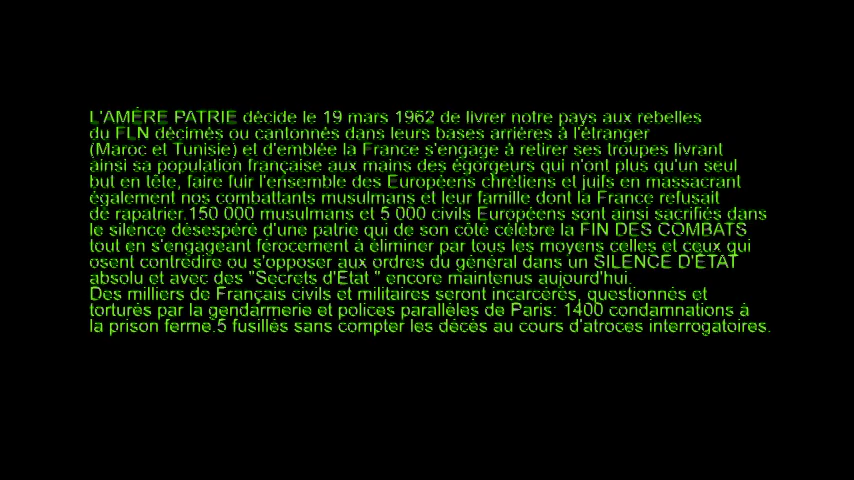 L'AMÈRE PATRIE décide le 19 mars 1962 de livrer notre pays aux rebelles
du FLN décimés ou cantonnés dans leurs bases arrières à l'étranger
(Maroc et Tunisie) et d'emblée la France s'engage à retirer ses troupes livrant
ainsi sa population française aux mains des égorgeurs qui n'ont plus qu'un seul
but en tête, faire fuir l'ensemble des Européens chrétiens et juifs en massacrant
également nos combattants musulmans et leur famille dont la France refusait
de rapatrier.150 000 musulmans et 5 000 civils Européens sont ainsi sacrifiés dans
le silence désespéré d'une patrie qui de son côté célèbre la FIN DES COMBATS
tout en s'engageant férocement à éliminer par tous les moyens celles et ceux qui
osent contredire ou s'opposer aux ordres du général dans un SILENCE D'ÉTAT
absolu et avec des "Secrets d'État " encore maintenus aujourd'hui.
Des milliers de Français civils et militaires seront incarcérés, questionnés et
torturés par la gendarmerie et polices parallèles de Paris: 1400 condamnations à
la prison ferme.5 fusillés sans compter les décès au cours d'atroces interrogatoires.